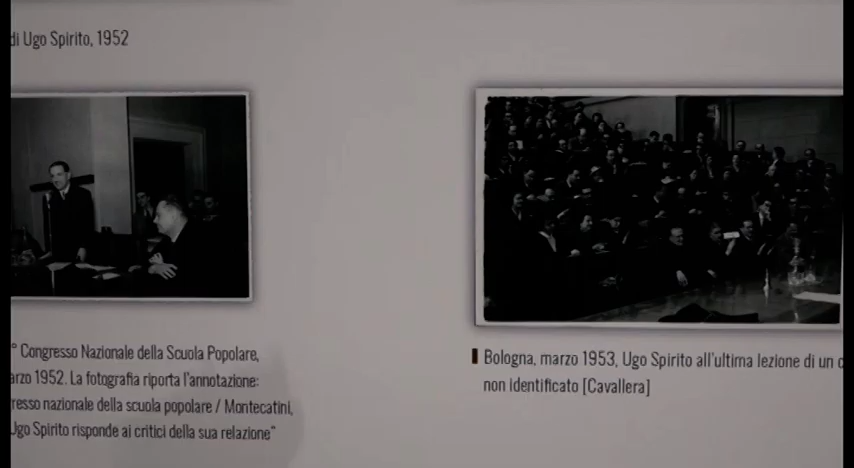 di Ugo Spirito, 1952
° Congresso Nazionale della Scuola Popolare,
arzo 1952. La fotografia riporta l'annotazione:
resso nazionale della scuola popolare / Montecatini,
Ugo Spirito risponde ai critici della sua relazione"
Bologna, marzo 1953, Ugo Spirito all'ultima lezione di un
non identificato [Cavallera]